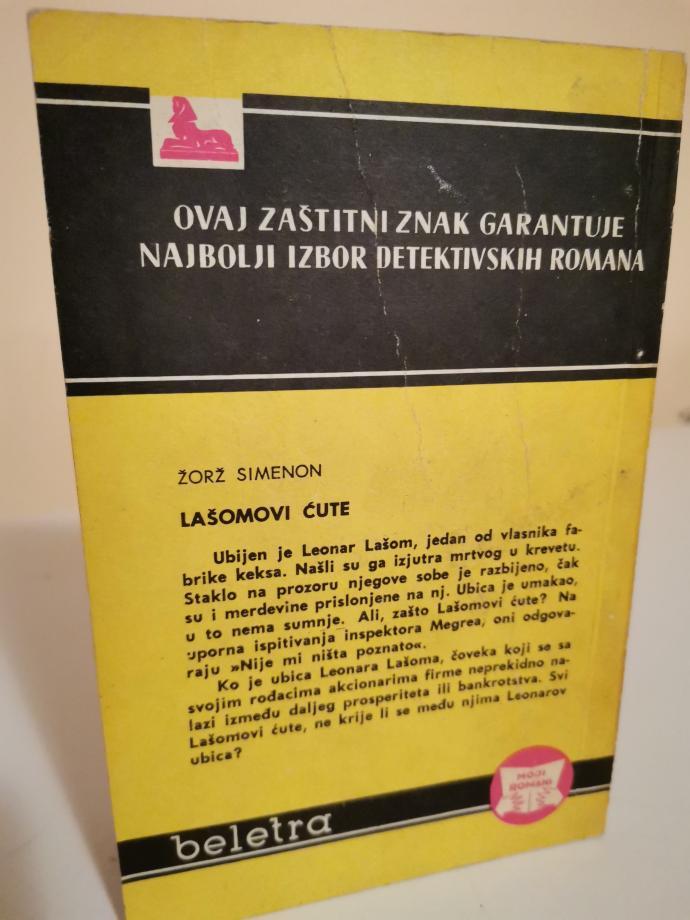 OVAJ ZAŠTITNI ZNAK GARANTUJE
NAJBOLJI IZBOR DETEKTIVSKIH ROMANA
ŽORŽ SIMENON
LAŠOMOVI ĆUTE
Ubijen je Leonar Lašom, jedan od vlasnika fa-
brike keksa. Našli su ga izjutra mrtvog u krevetu.
Staklo na prozoru njegove sobe je razbijeno, čak
su i merdevine prislonjene na nj. Ubica je umakao,
u to nema sumnje. Ali, zašto Lašomovi ćute? Na
uporna ispitivanja inspektora Megrea, oni odgova-
raju »Nije mi ništa poznato«.
Ko je ubica Leonara Lašoma, čoveka koji se sa
svojim rođacima akcionarima firme neprekidno na-
lazi između daljeg prosperiteta ili bankrotstva. Svi
Lašomovi ćute, ne krije li se među njima Leonarov
ubica?
MOJI
ROMANI
beletra